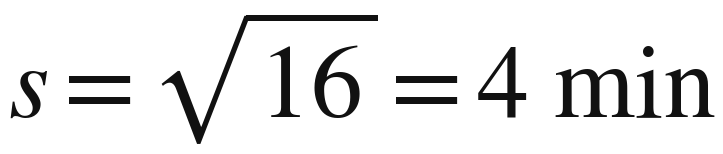 s = √16 = 4 min